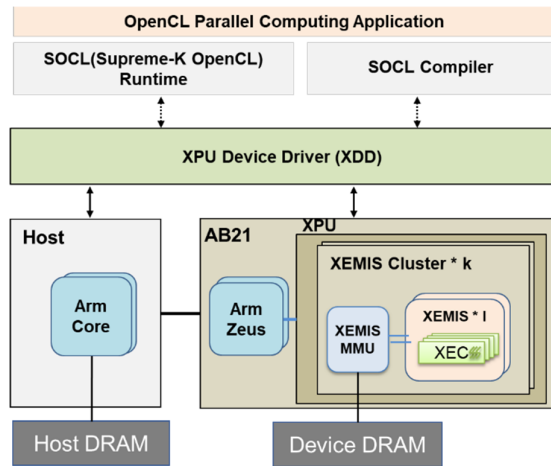 OpenCL Parallel Computing Application
SOCL(Supreme-K OpenCL)
Runtime
SOCL Compiler
XPU Device Driver (XDD)
Host
Arm
Core
AB21
XPU
Arm
Zeus
XEMIS Cluster * k
XEMIS
MMU
XEMIS * l
XEC
Host DRAM
Device DRAM